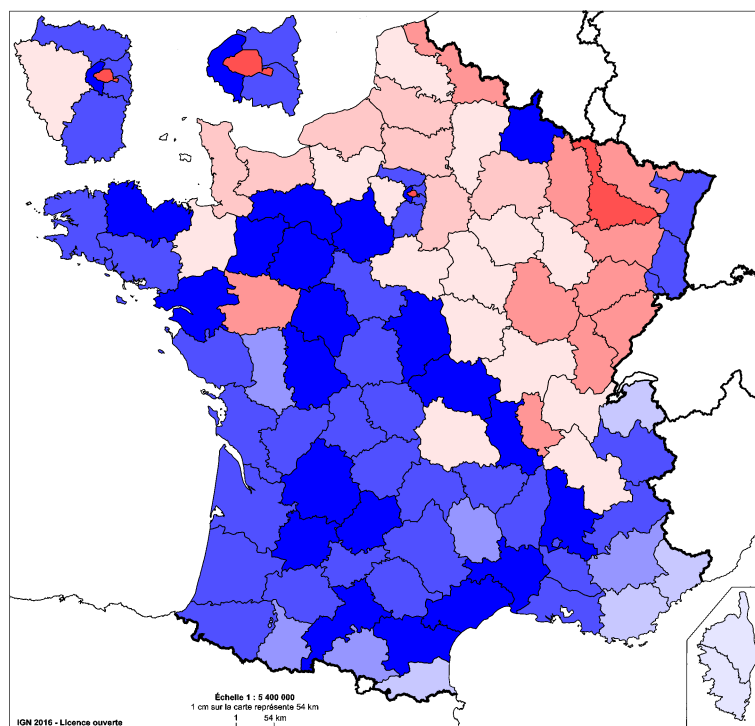 Échelle 1 : 5 400 000
1 cm sur la carte représente 54 km
1 54 km
IGN 2016 - Licence ouverte